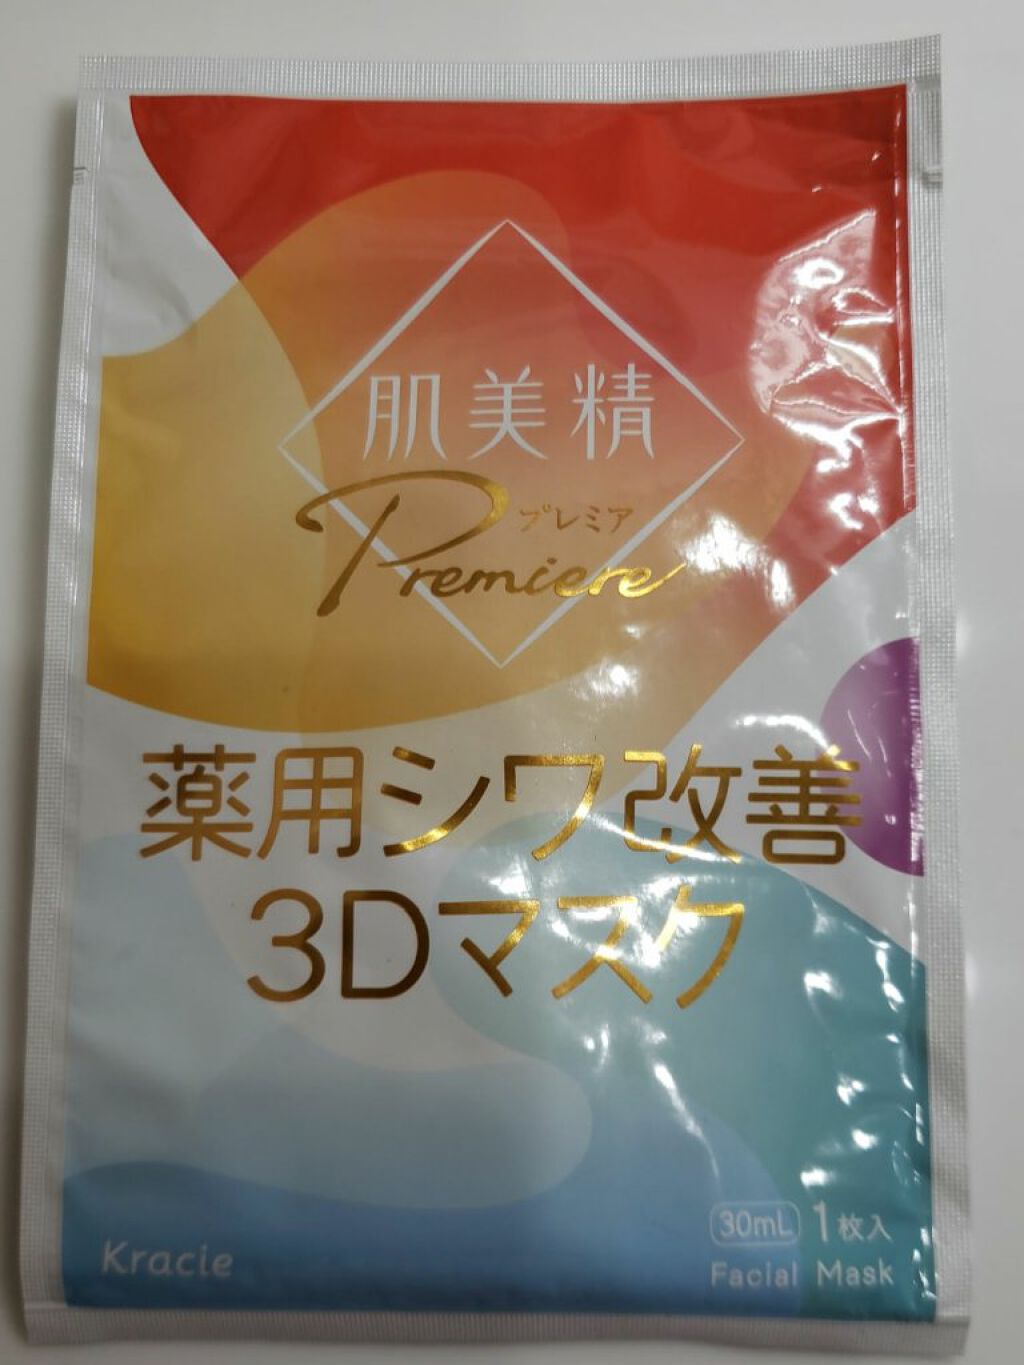 肌美精
プレミア
Premiere
薬用シワ改善
3Dマスク
30mL 1枚入
Kracie
Facial Mask